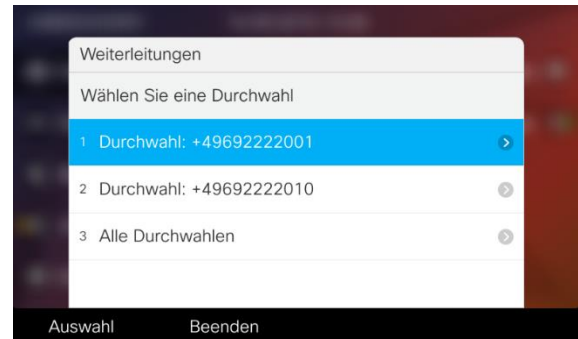 Weiterleitungen
Wählen Sie eine Durchwahl
1 Durchwahl: +49692222001
2 Durchwahl: +49692222010
3 Alle Durchwahlen
Auswahl Beenden